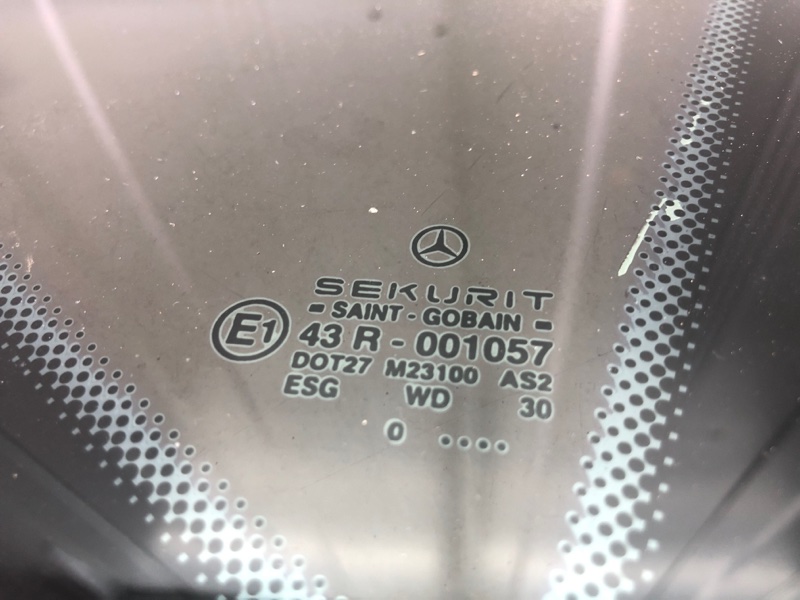 SEKURIT
SAINT-GOBAIN
E1 43 R - 001057
DOT27 M23100 AS2
ESG WD 30
0 ....